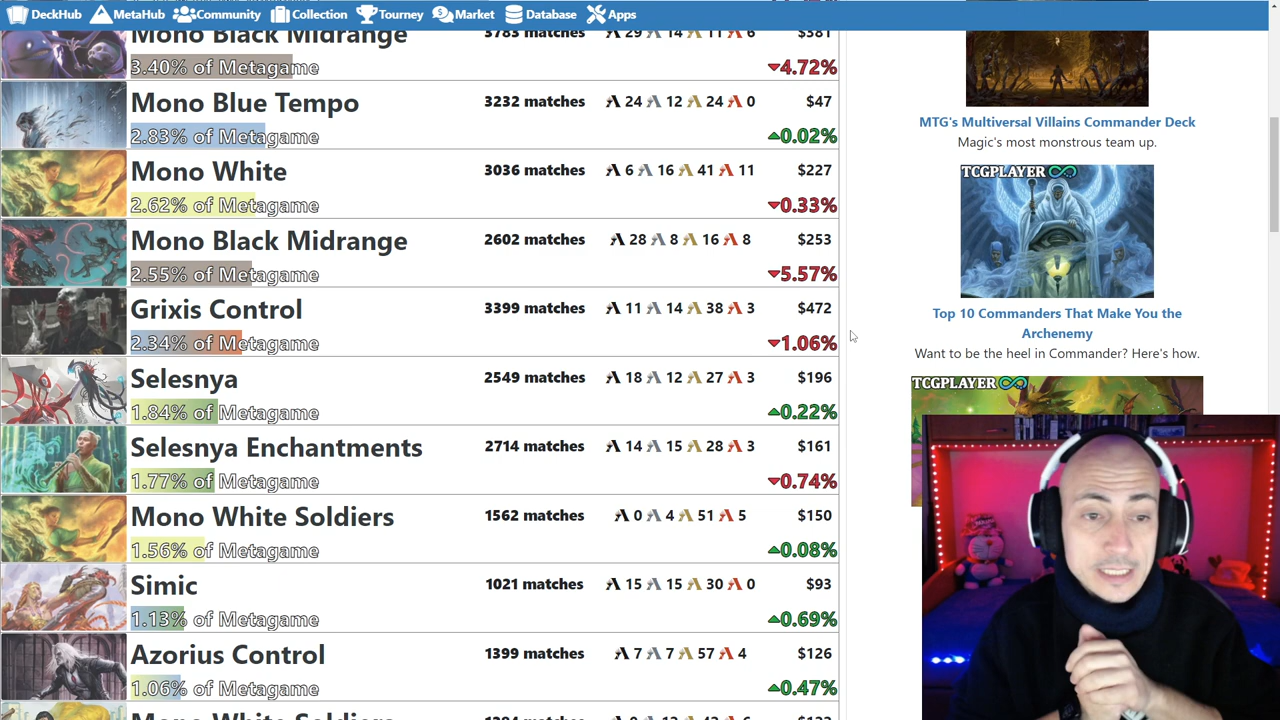 DeckHub MetaHub Community Collection Tourney Market Database Apps
Mono Black Midrange 3783 matches 29 14 11 6 $381
3.40% of Metagame 4.72%
Mono Blue Tempo 3232 matches 24 12 24 0 $47
2.83% of Metagame 0.02%
Mono White 3036 matches 6 16 41 11 $227
2.62% of Metagame 0.33%
Mono Black Midrange 2602 matches 28 8 16 8 $253
2.55% of Metagame 5.57%
Grixis Control 3399 matches 11 14 38 3 $472
2.34% of Metagame 1.06%
Selesnya 2549 matches 18 12 27 3 $196
1.84% of Metagame 0.22%
Selesnya Enchantments 2714 matches 14 15 28 3 $161
1.77% of Metagame 0.74%
Mono White Soldiers 1562 matches 0 4 51 5 $150
1.56% of Metagame 0.08%
Simic 1021 matches 15 15 30 0 $93
1.13% of Metagame 0.69%
Azorius Control 1399 matches 7 7 57 4 $126
1.06% of Metagame 0.47%
Mono White Soldiers
MTG's Multiversal Villains Commander Deck
Magic's most monstrous team up.
TCGPLAYER
Top 10 Commanders That Make You the
Archenemy
Want to be the heel in Commander? Here's how.
TCGPLAYER